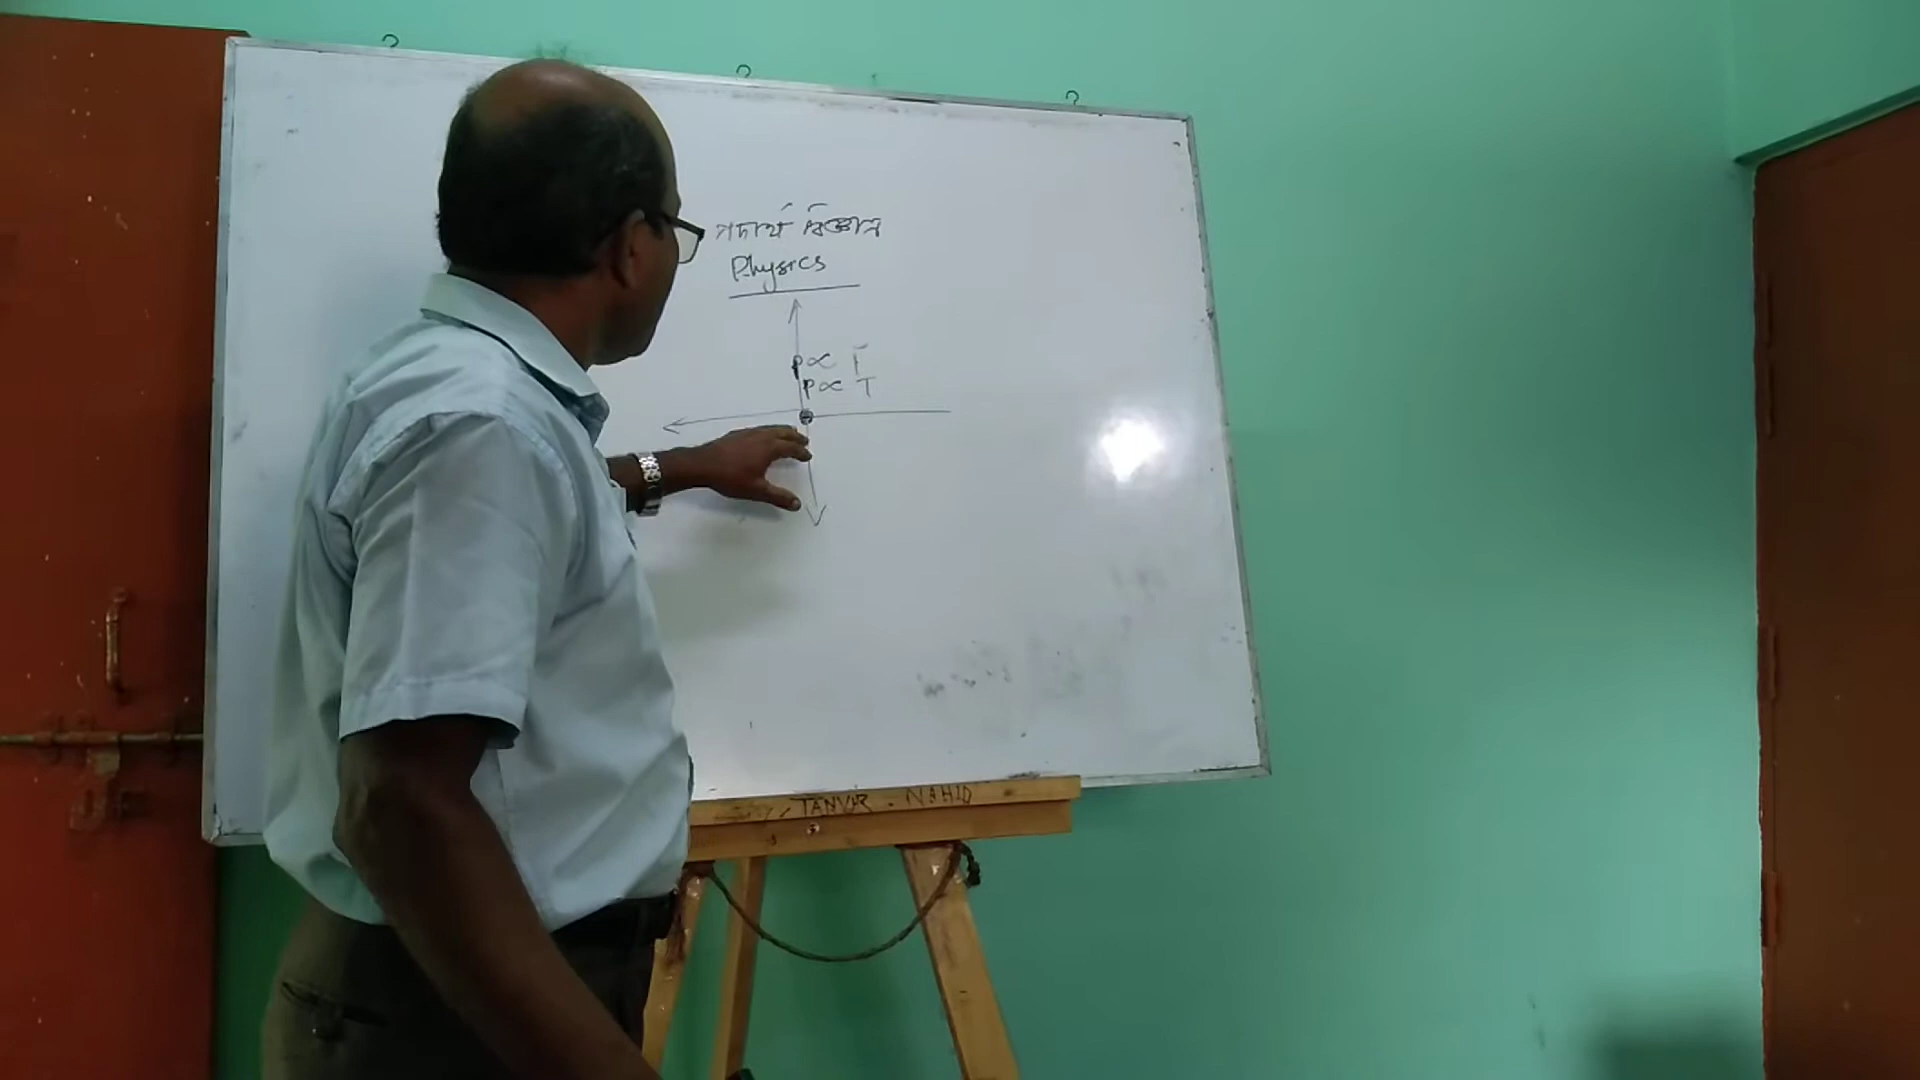 পদার্থ বিজ্ঞান
Physics
P∝ T
P∝ T
TANVIR . NAHID